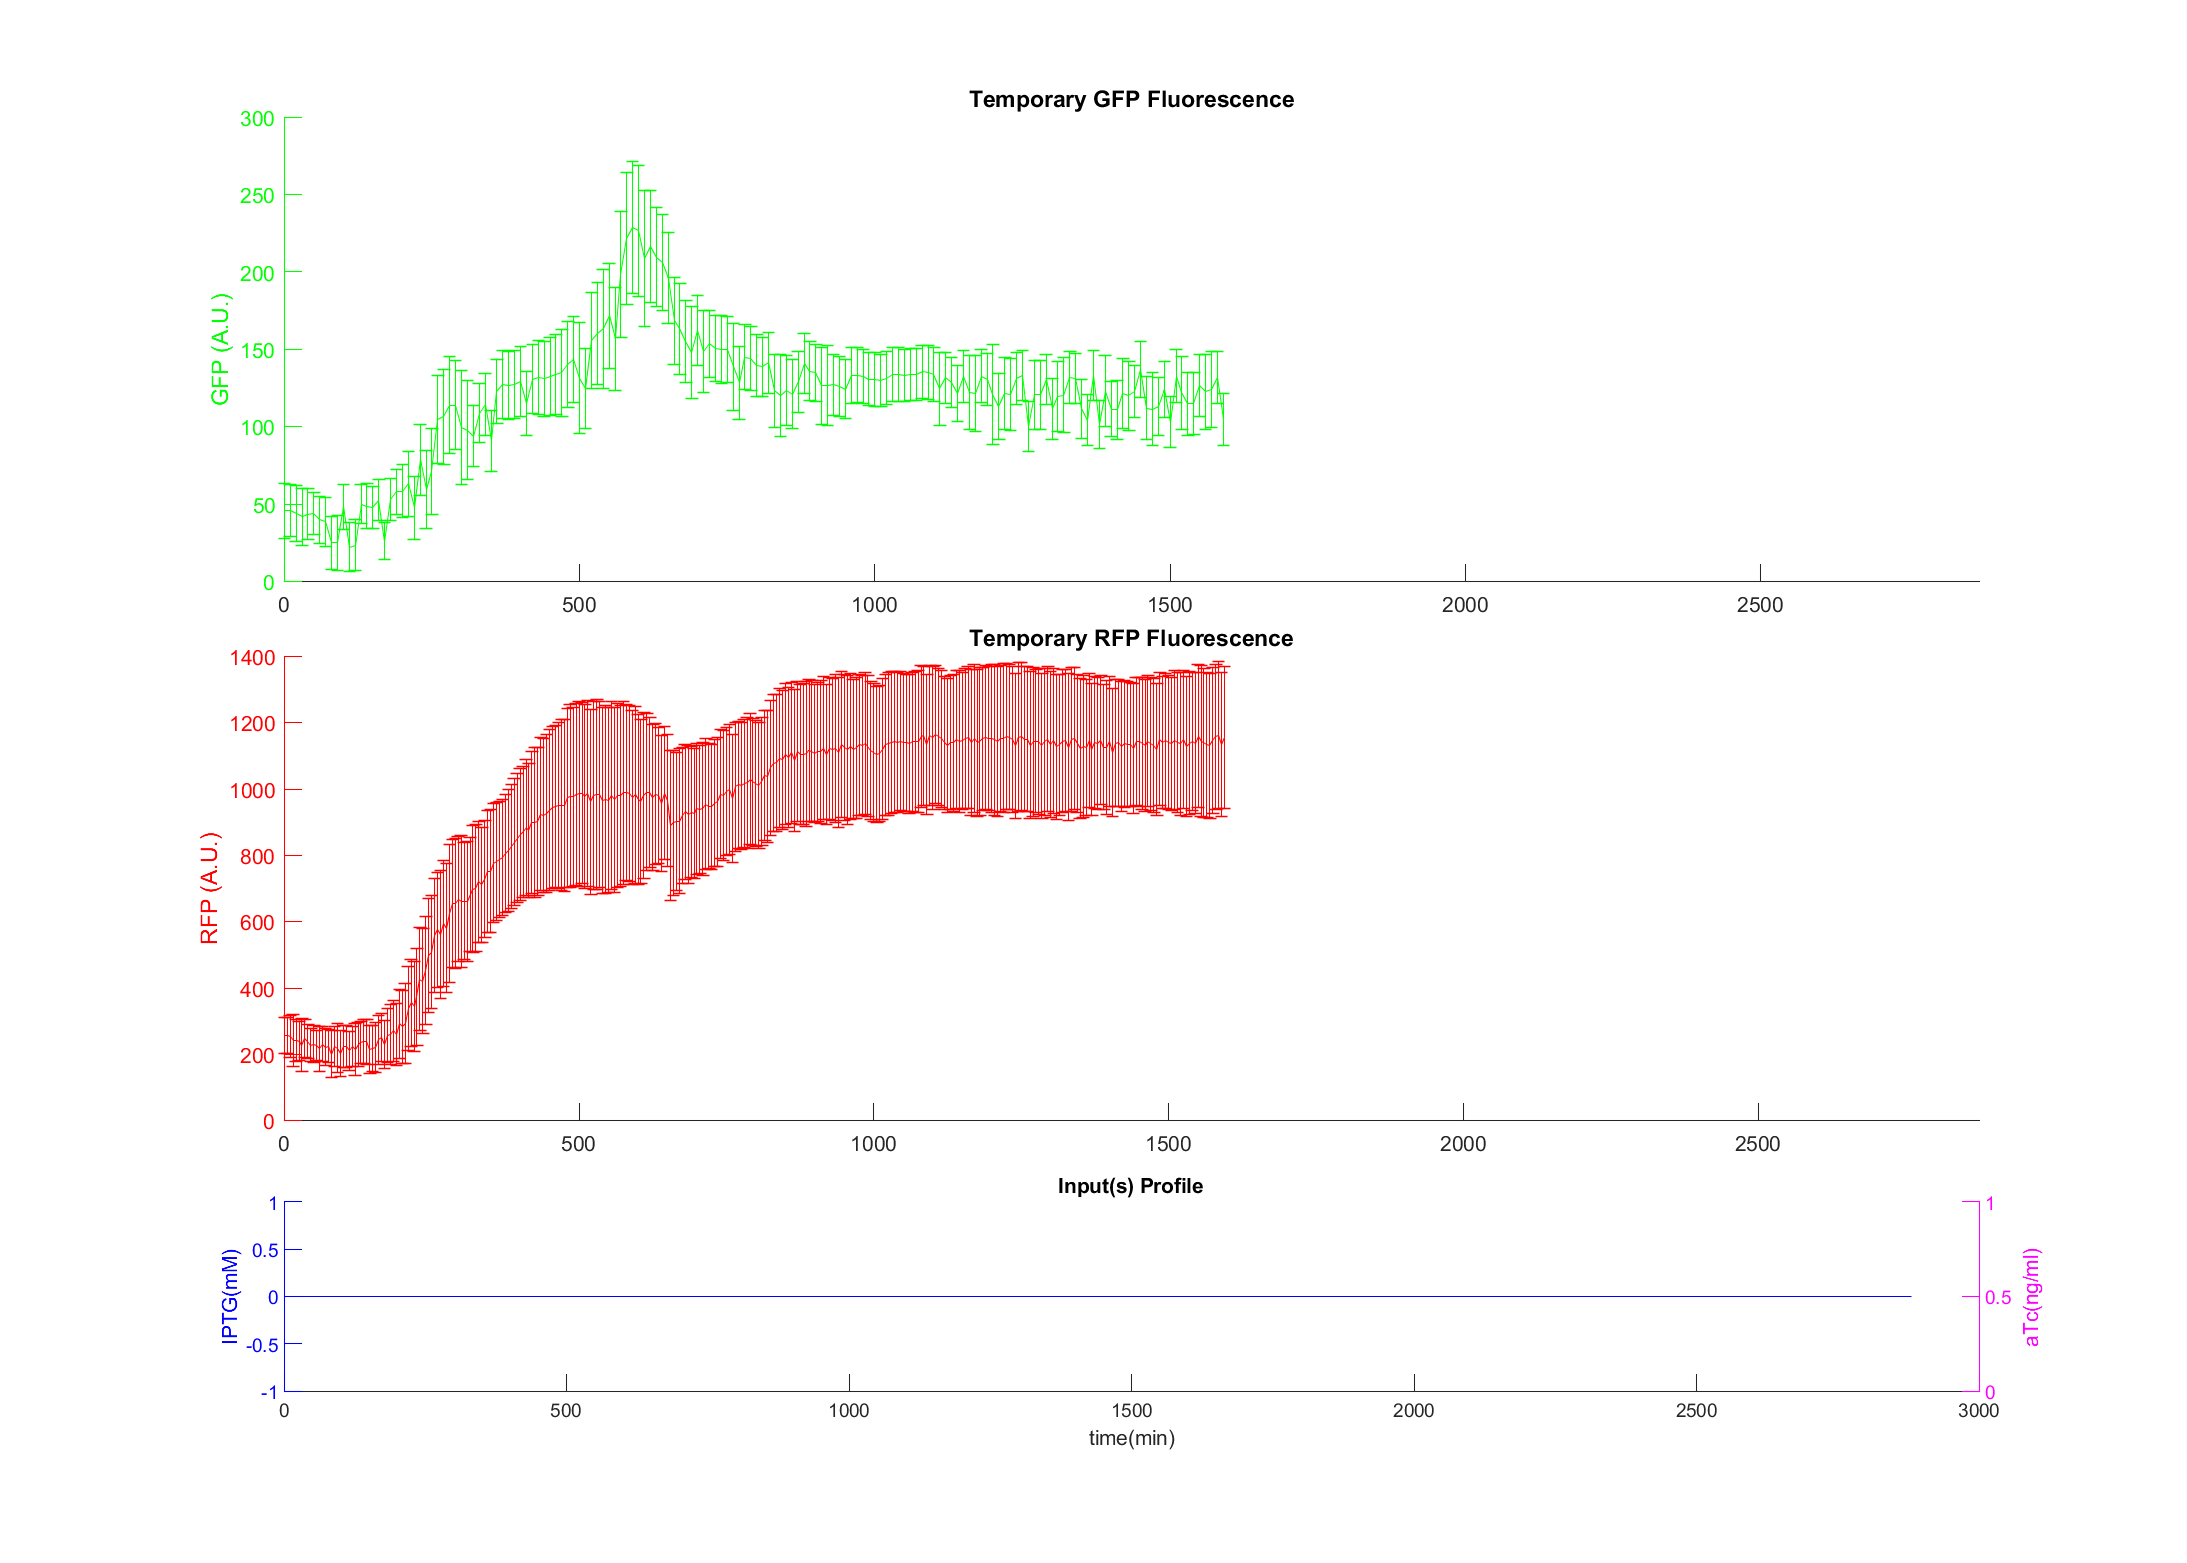 Temporary GFP Fluorescence
300
250
200
150
100
50
0
GFP (A.U.)
0 500 1000 1500 2000 2500
Temporary RFP Fluorescence
1400
1200
1000
800
600
400
200
0
RFP (A.U.)
0 500 1000 1500 2000 2500
Input(s) Profile
1
0.5
0
-0.5
-1
IPTG(mM)
1
0.5
0
aTc(ng/ml)
0 500 1000 1500 2000 2500 3000
time(min)